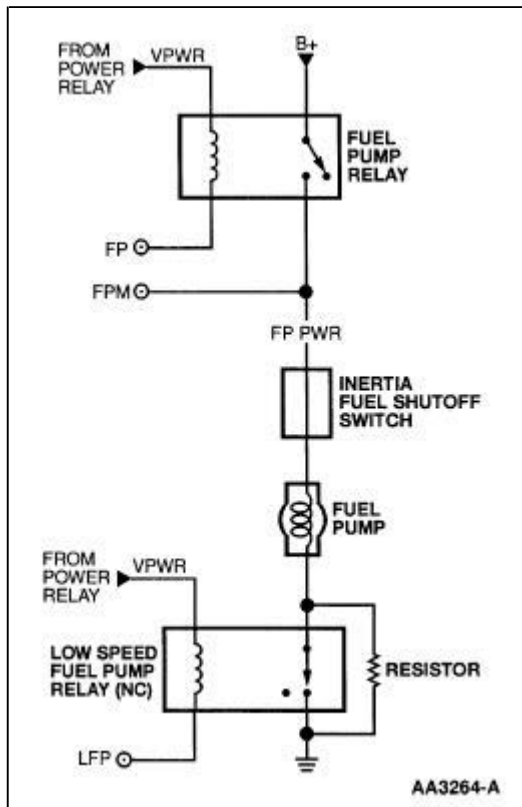 FROM
POWER
RELAY
VPWR
B+
FUEL
PUMP
RELAY
FP
FPM
FP PWR
INERTIA
FUEL SHUTOFF
SWITCH
FUEL
PUMP
FROM
POWER
RELAY
VPWR
LOW SPEED
FUEL PUMP
RELAY (NC)
RESISTOR
LFP
AA3264-A